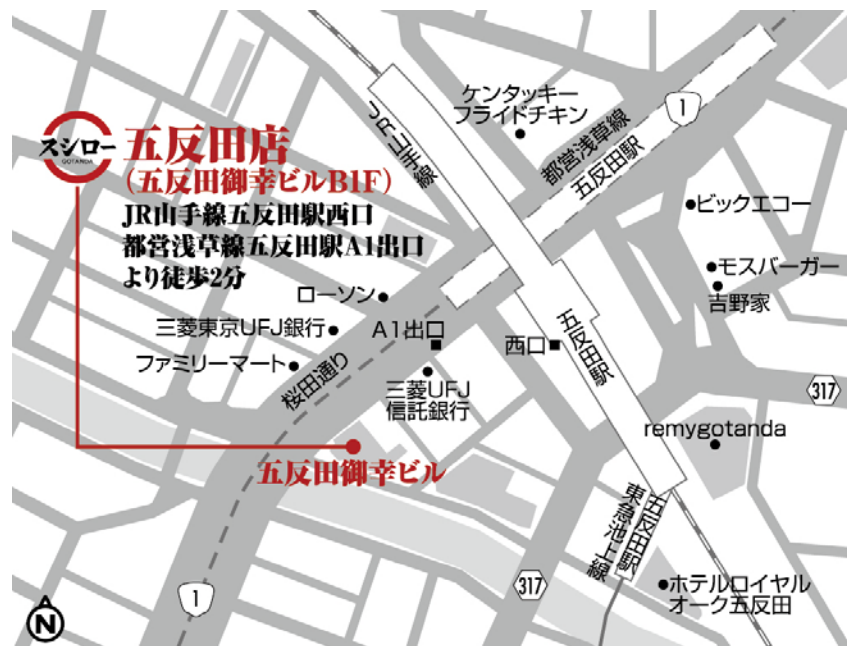 スシロー
GOTANDA
五反田店
(五反田御幸ビルB1F)
JR山手線五反田駅西口
都営浅草線五反田駅A1出口
より徒歩2分
JR山手線
ケンタッキー
フライドチキン
都営浅草線
五反田駅
1
ビックエコー
モスバーガー
吉野家
ローソン
三菱東京UFJ銀行
ファミリーマート
桜田通り
A1出口
三菱UFJ
信託銀行
西口
五反田駅
317
remygotanda
五反田御幸ビル
五反田駅
東急池上線
1
317
ホテルロイヤル
オーク五反田
N